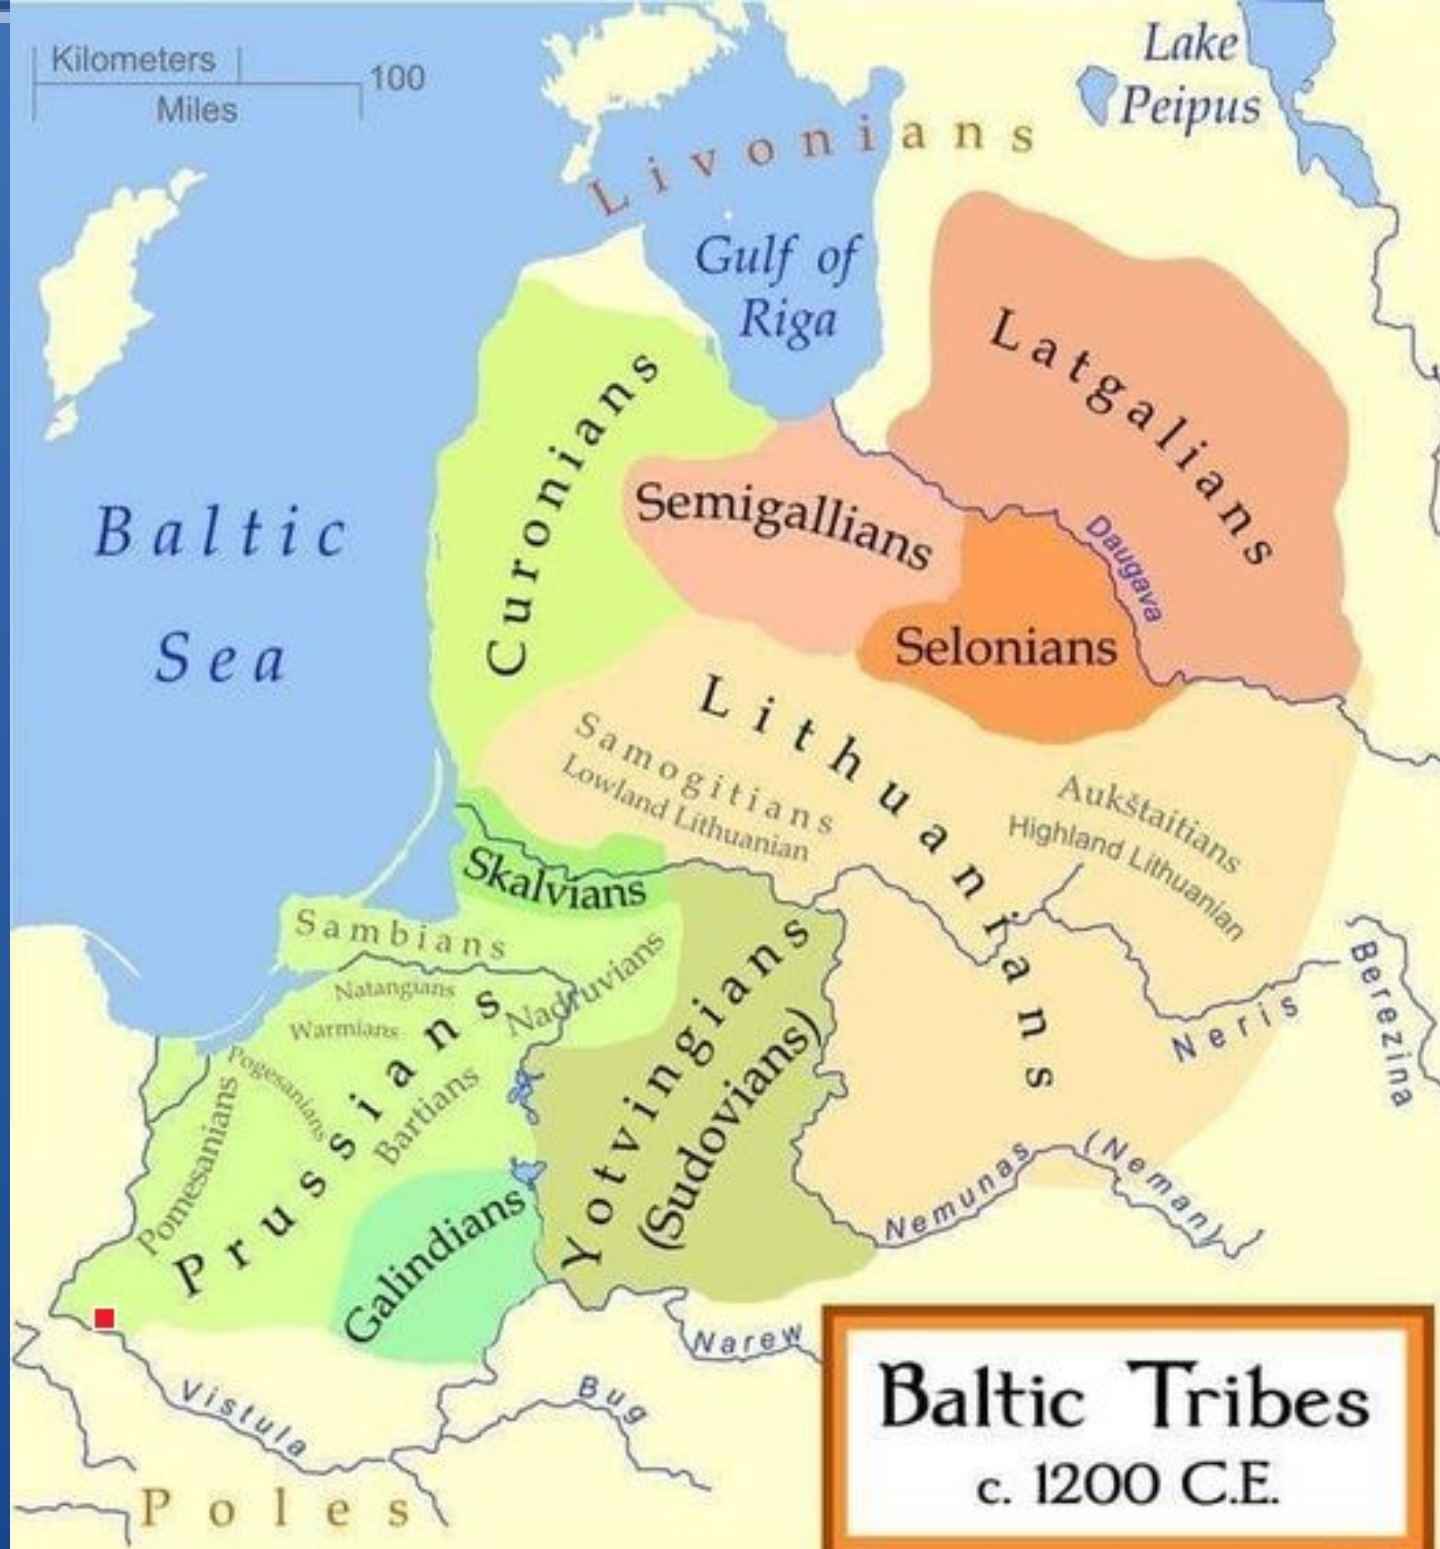 Kilometers
100
Miles
Lake
Peipus
Livonians
Gulf of
Riga
Latgalians
Curonians
Semigallians
Baltic
Sea
Daugava
Selonians
Lithuanians
Samogitians
Lowland Lithuanian
Aukštaitians
Highland Lithuanian
Skalvians
Sambians
Natangians
Nadruvians
Warmians
Pogesanians
Prussians
Bartians
Pomesanians
Yotvingians
(Sudovians)
Neris
Berezina
Galindians
Nemunas
(Neman)
Narew
Vistula
Bug
Poles
Baltic Tribes
c. 1200 C.E.